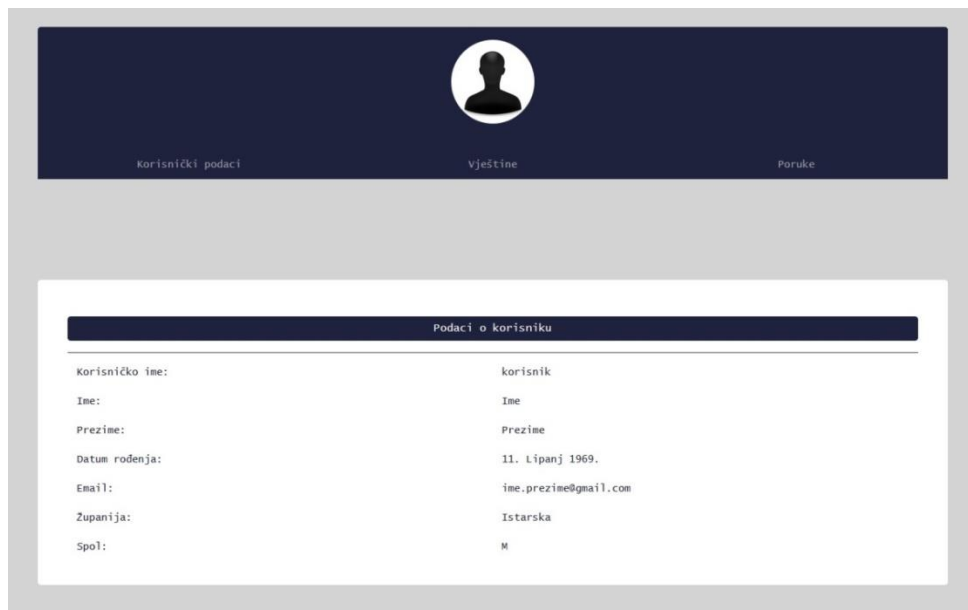 Korisnički podaci Vještine Poruke
Podaci o korisniku
Korisničko ime: korisnik
Ime: Ime
Prezime: Prezime
Datum rođenja: 11. Lipanj 1969.
Email: ime.prezime@gmail.com
Županija: Istarska
Spol: M